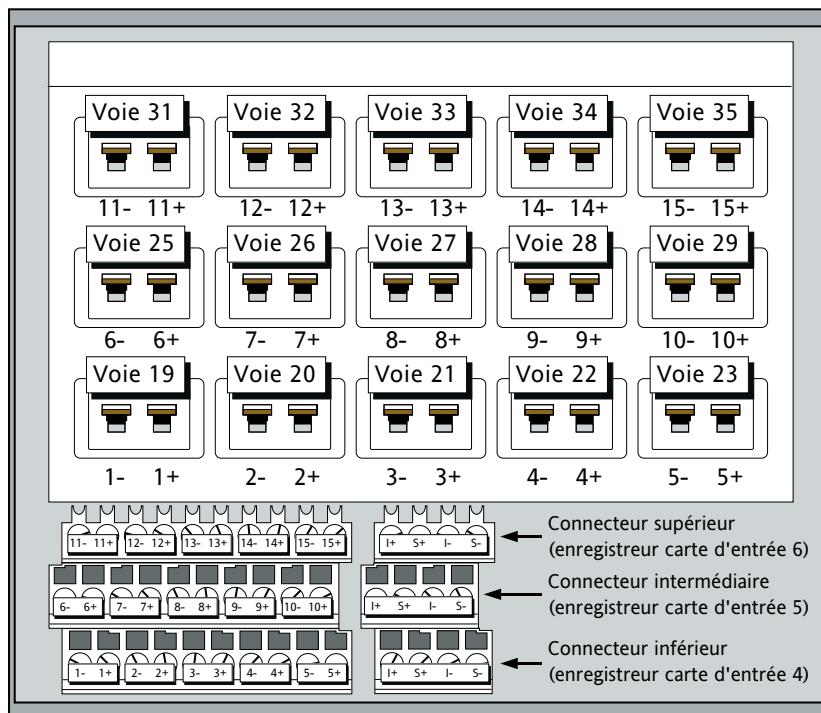 Voie 31 Voie 32 Voie 33 Voie 34 Voie 35
11- 11+ 12- 12+ 13- 13+ 14- 14+ 15- 15+
Voie 25 Voie 26 Voie 27 Voie 28 Voie 29
6- 6+ 7- 7+ 8- 8+ 9- 9+ 10- 10+
Voie 19 Voie 20 Voie 21 Voie 22 Voie 23
1- 1+ 2- 2+ 3- 3+ 4- 4+ 5- 5+
11- 11+ 12- 12+ 13- 13+ 14- 14+ 15- 15+ I+ S+ I- S-
Connecteur supérieur
(enregistreur carte d'entrée 6)
6- 6+ 7- 7+ 8- 8+ 9- 9+ 10- 10+ I+ S+ I- S-
Connecteur intermédiaire
(enregistreur carte d'entrée 5)
1- 1+ 2- 2+ 3- 3+ 4- 4+ 5- 5+ I+ S+ I- S-
Connecteur inférieur
(enregistreur carte d'entrée 4)